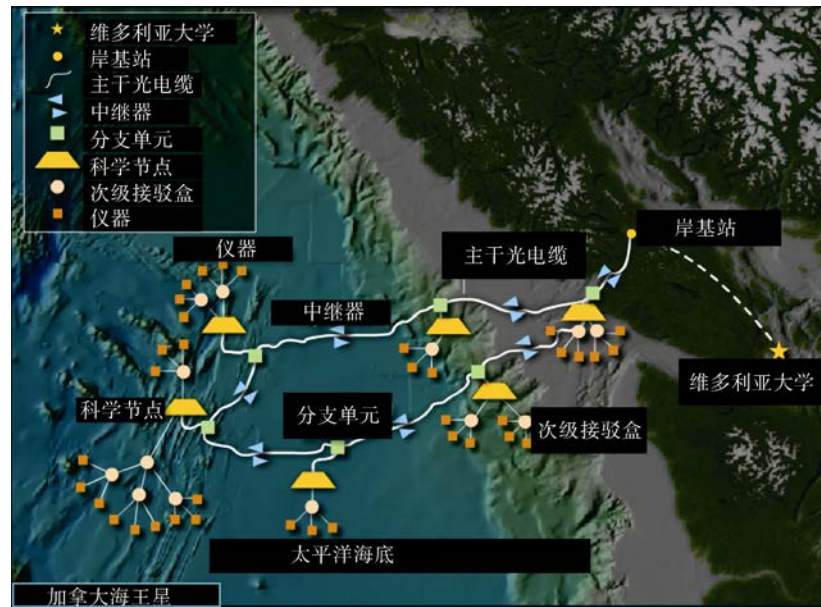 维多利亚大学
岸基站
主干光电缆
中继器
分支单元
科学节点
次级接驳盒
仪器
仪器
岸基站
主干光电缆
中继器
维多利亚大学
科学节点
分支单元
次级接驳盒
太平洋海底
加拿大海王星